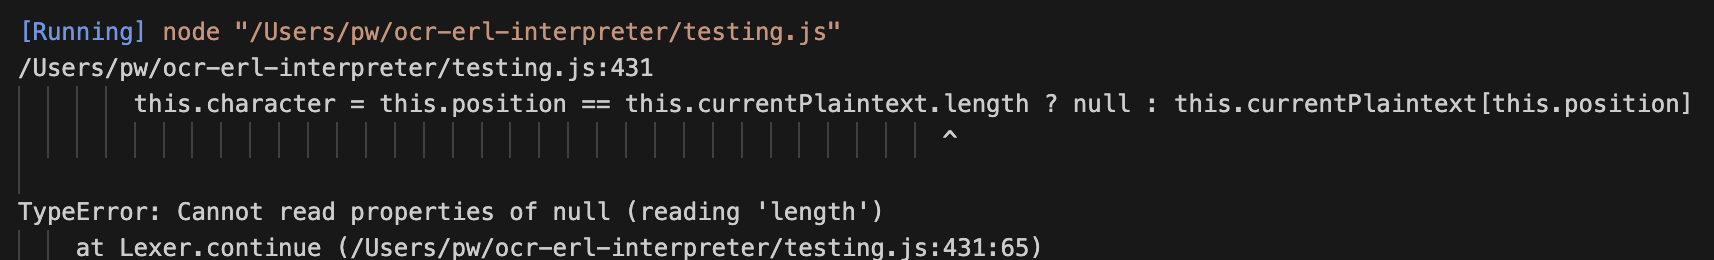 [Running] node "/Users/pw/ocr-erl-interpreter/testing.js"
/Users/pw/ocr-erl-interpreter/testing.js:431
this.character = this.position == this.currentPlaintext.length ? null : this.currentPlaintext[this.position]
^
TypeError: Cannot read properties of null (reading 'length')
at Lexer.continue (/Users/pw/ocr-erl-interpreter/testing.js:431:65)